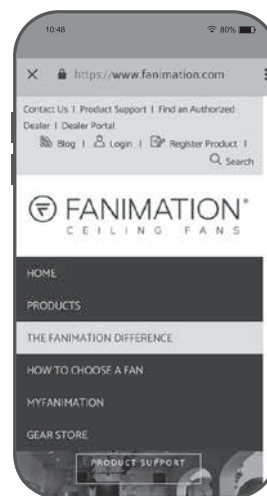 10:48 80%
https://www.fanimation.com
Contact Us | Product Support | Find an Authorized
Dealer | Dealer Portal
Blog | Login | Register Product |
Search
FANIMATION®
CEILING FANS
HOME
PRODUCTS
THE FANIMATION DIFFERENCE
HOW TO CHOOSE A FAN
MYFANIMATION
GEAR STORE
PRODUCT SUPPORT